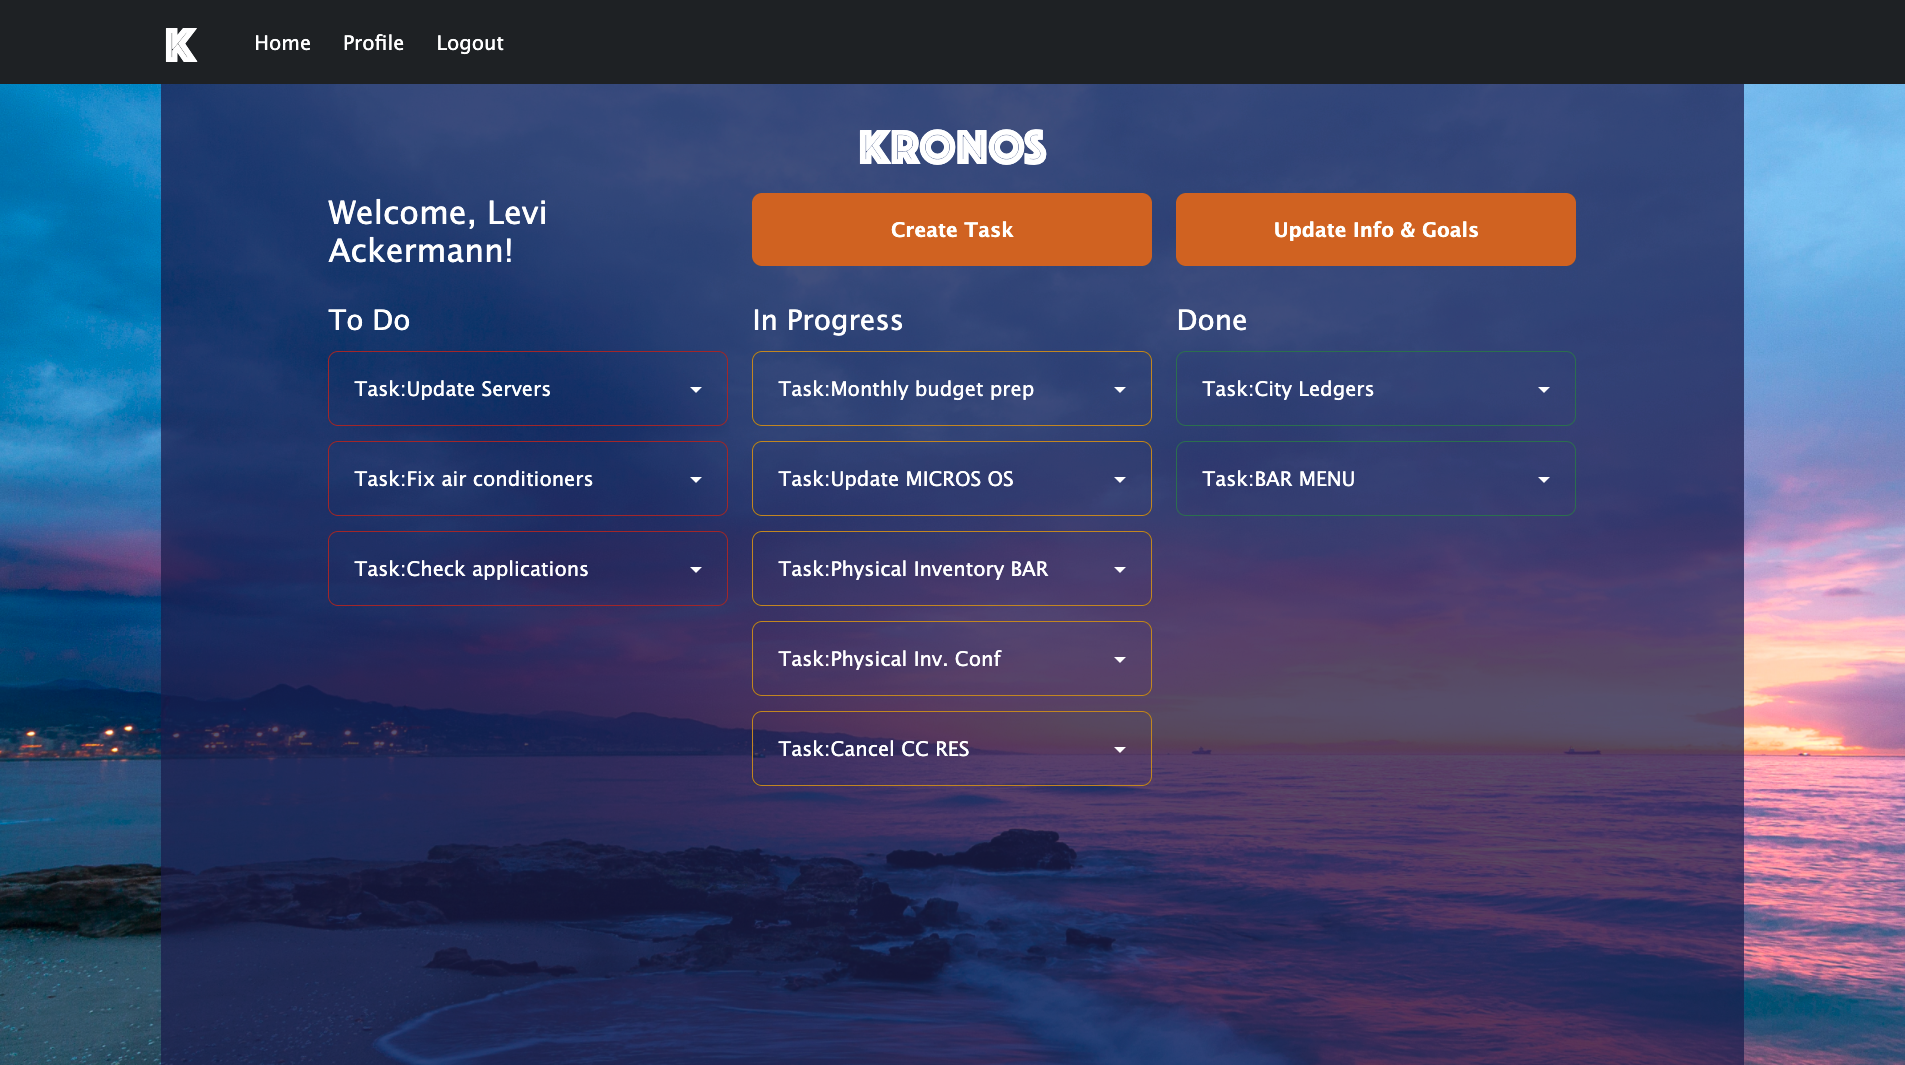 K
Home
Profile
Logout
KRONOS
Welcome, Levi
Ackermann!
Create Task
Update Info & Goals
To Do
Task:Update Servers
Task:Fix air conditioners
Task:Check applications
In Progress
Task:Monthly budget prep
Task:Update MICROS OS
Task:Physical Inventory BAR
Task:Physical Inv. Conf
Task:Cancel CC RES
Done
Task:City Ledgers
Task:BAR MENU